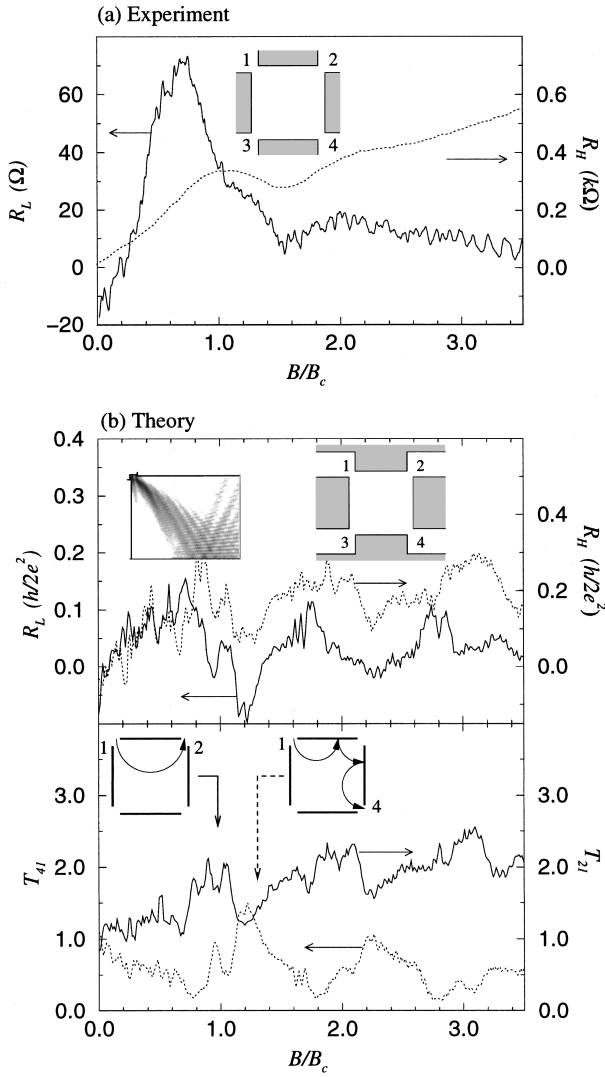 (a) Experiment
1 2
3 4
60
40
20
0
−20
R_L (Ω)
0.6
0.4
0.2
0.0
R_H (kΩ)
0.0 1.0 2.0 3.0
B/B_c
(b) Theory
0.4
0.3
0.2
0.1
0.0
R_L (h/2e²)
1 2
3 4
0.4
0.2
0.0
R_H (h/2e²)
1 2
1
4
3.0
2.0
1.0
0.0
T_41
3.0
2.0
1.0
0.0
T_21
0.0 1.0 2.0 3.0
B/B_c